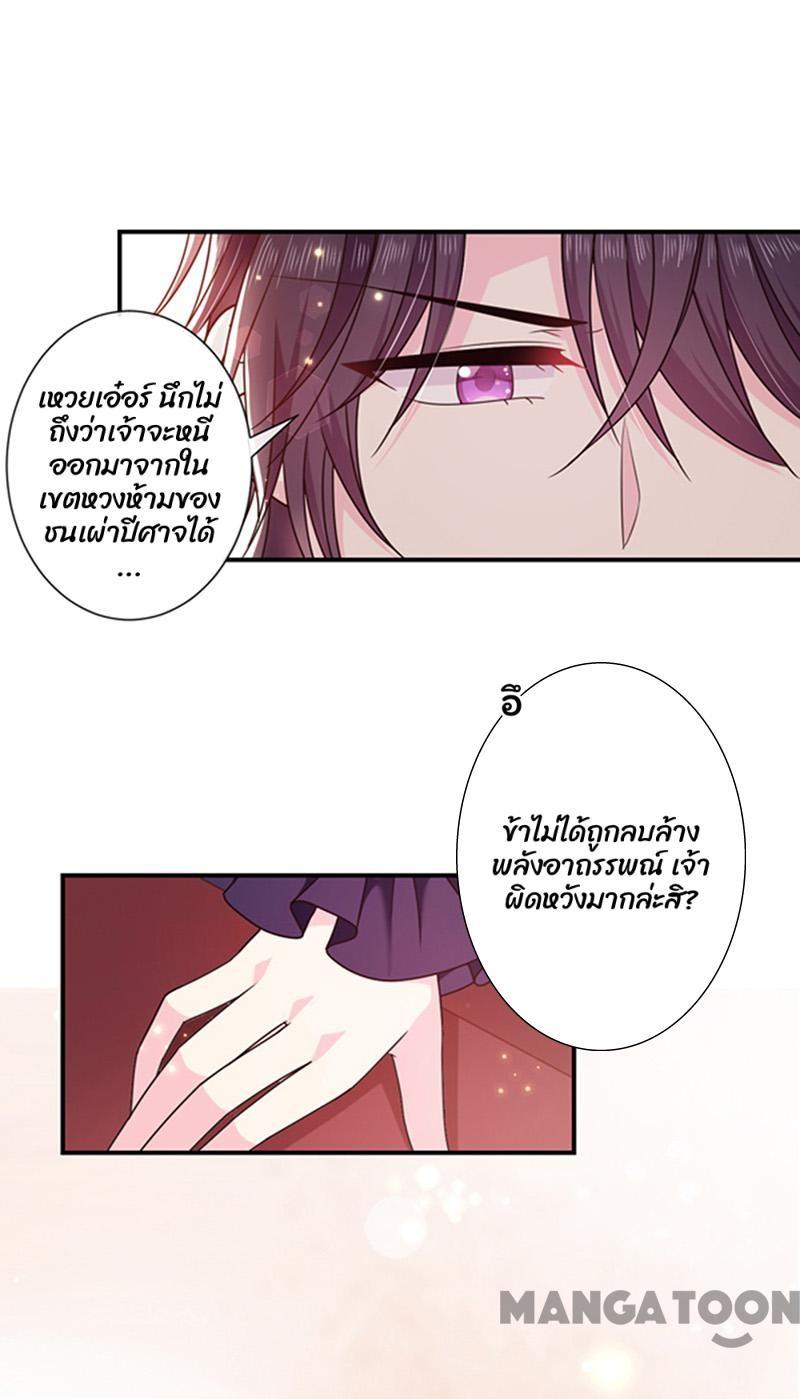 เหวยเอ๋อร์ นึกไม่
ถึงว่าเจ้าจะหนี
ออกมาจากใน
เขตหวงห้ามของ
ชนเผ่าปีศาจได้
...
อึ
ข้าไม่ได้ถูกลบล้าง
พลังอาถรรพณ์ เจ้า
ผิดหวังมากล่ะสิ?
MANGATOON